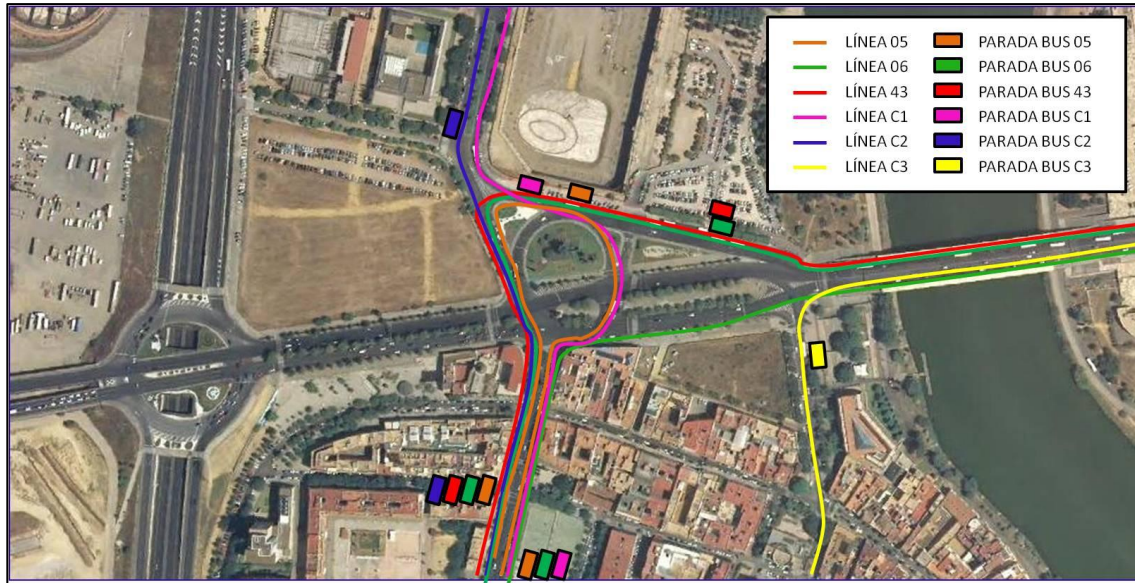 LÍNEA 05 PARADA BUS 05
LÍNEA 06 PARADA BUS 06
LÍNEA 43 PARADA BUS 43
LÍNEA C1 PARADA BUS C1
LÍNEA C2 PARADA BUS C2
LÍNEA C3 PARADA BUS C3